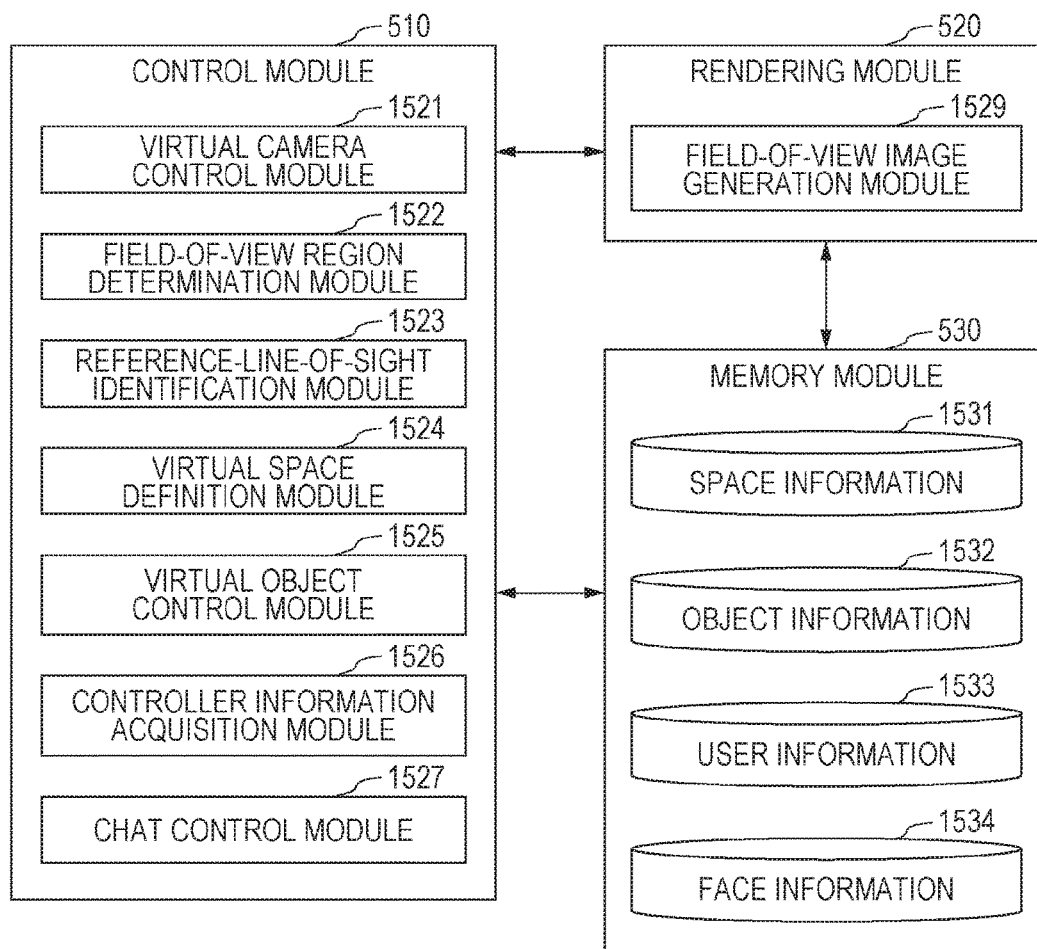 510
CONTROL MODULE
1521
VIRTUAL CAMERA
CONTROL MODULE
1522
FIELD-OF-VIEW REGION
DETERMINATION MODULE
1523
REFERENCE-LINE-OF-SIGHT
IDENTIFICATION MODULE
1524
VIRTUAL SPACE
DEFINITION MODULE
1525
VIRTUAL OBJECT
CONTROL MODULE
1526
CONTROLLER INFORMATION
ACQUISITION MODULE
1527
CHAT CONTROL MODULE
520
RENDERING MODULE
1529
FIELD-OF-VIEW IMAGE
GENERATION MODULE
530
MEMORY MODULE
1531
SPACE INFORMATION
1532
OBJECT INFORMATION
1533
USER INFORMATION
1534
FACE INFORMATION